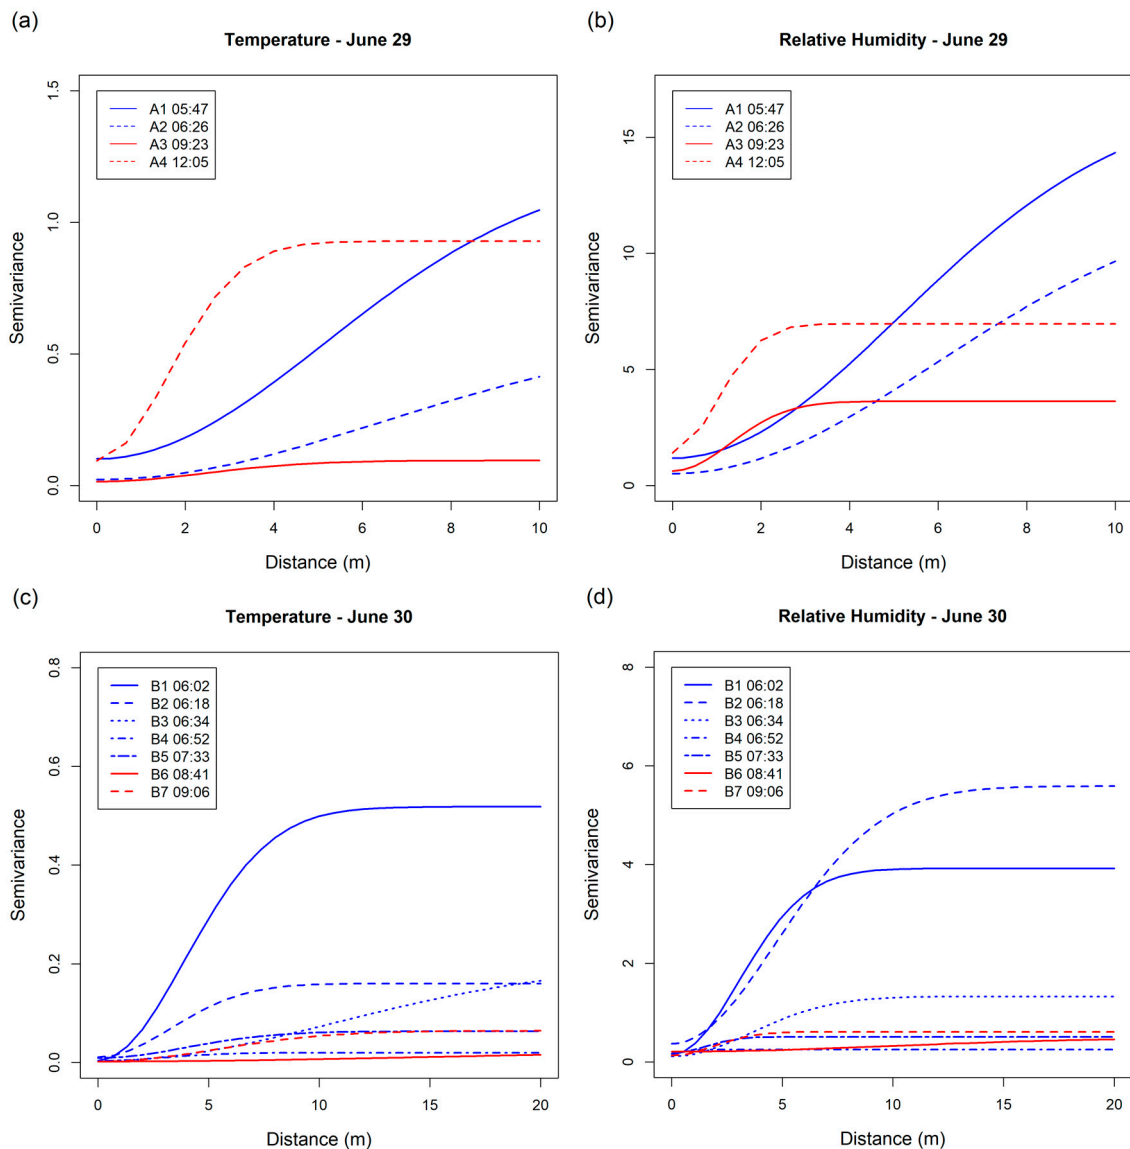 (a)
Temperature - June 29
Semivariance
1.5
1.0
0.5
0.0
A1 05:47
A2 06:26
A3 09:23
A4 12:05
0 2 4 6 8 10
Distance (m)
(b)
Relative Humidity - June 29
Semivariance
15
10
5
0
A1 05:47
A2 06:26
A3 09:23
A4 12:05
0 2 4 6 8 10
Distance (m)
(c)
Temperature - June 30
Semivariance
0.8
0.6
0.4
0.2
0.0
B1 06:02
B2 06:18
B3 06:34
B4 06:52
B5 07:33
B6 08:41
B7 09:06
0 5 10 15 20
Distance (m)
(d)
Relative Humidity - June 30
Semivariance
8
6
4
2
0
B1 06:02
B2 06:18
B3 06:34
B4 06:52
B5 07:33
B6 08:41
B7 09:06
0 5 10 15 20
Distance (m)